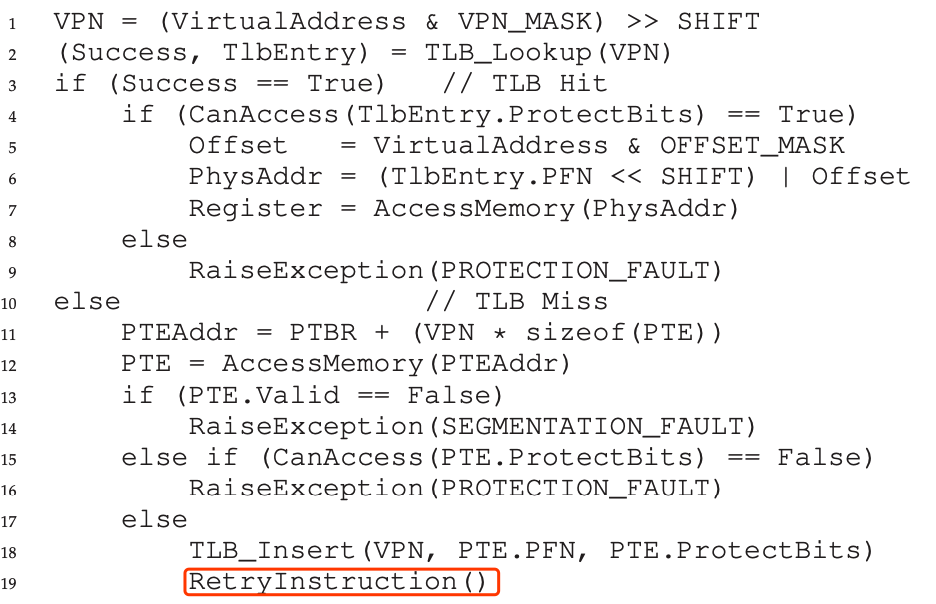 1 VPN = (VirtualAddress & VPN_MASK) >> SHIFT
2 (Success, TlbEntry) = TLB_Lookup(VPN)
3 if (Success == True) // TLB Hit
4 if (CanAccess(TlbEntry.ProtectBits) == True)
5 Offset = VirtualAddress & OFFSET_MASK
6 PhysAddr = (TlbEntry.PFN << SHIFT) | Offset
7 Register = AccessMemory(PhysAddr)
8 else
9 RaiseException(PROTECTION_FAULT)
10 else // TLB Miss
11 PTEAddr = PTBR + (VPN * sizeof(PTE))
12 PTE = AccessMemory(PTEAddr)
13 if (PTE.Valid == False)
14 RaiseException(SEGMENTATION_FAULT)
15 else if (CanAccess(PTE.ProtectBits) == False)
16 RaiseException(PROTECTION_FAULT)
17 else
18 TLB_Insert(VPN, PTE.PFN, PTE.ProtectBits)
19 RetryInstruction()